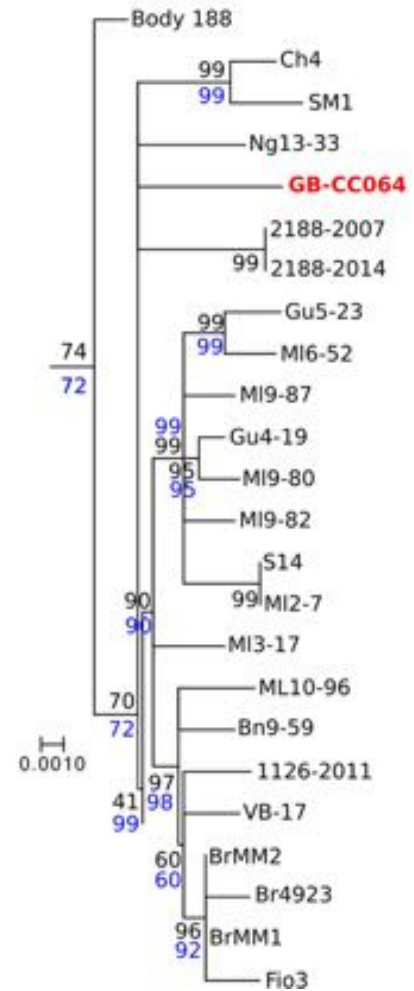 Body 188
99
Ch4
99
SM1
Ng13-33
GB-CC064
2188-2007
99
2188-2014
Gu5-23
99
74
99
MI6-52
72
MI9-87
99
Gu4-19
99
95
MI9-80
95
MI9-82
S14
90
99
MI2-7
90
MI3-17
70
ML10-96
72
Bn9-59
0.0010
97
1126-2011
41
98
99
VB-17
60
BrMM2
60
Br4923
96
BrMM1
92
Fio3